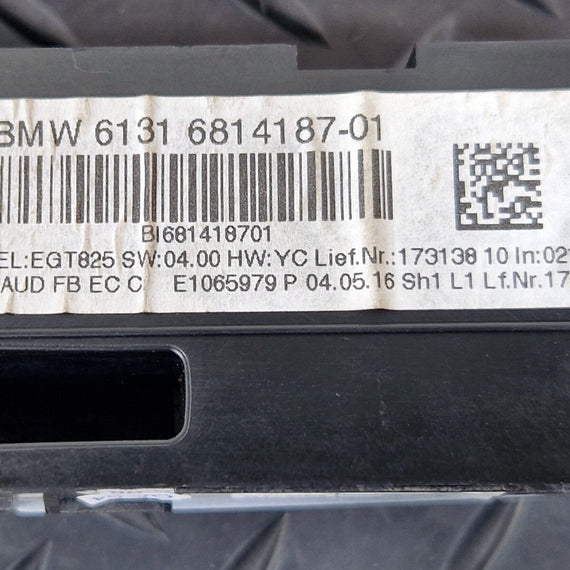 BMW 6131 6814187-01
BI681418701
EL:EGT825 SW:04.00 HW:YC Lief.Nr.:173138 10 In:02
AUD FB EC C E1065979 P 04.05.16 Sh1 L1 Lf.Nr.17